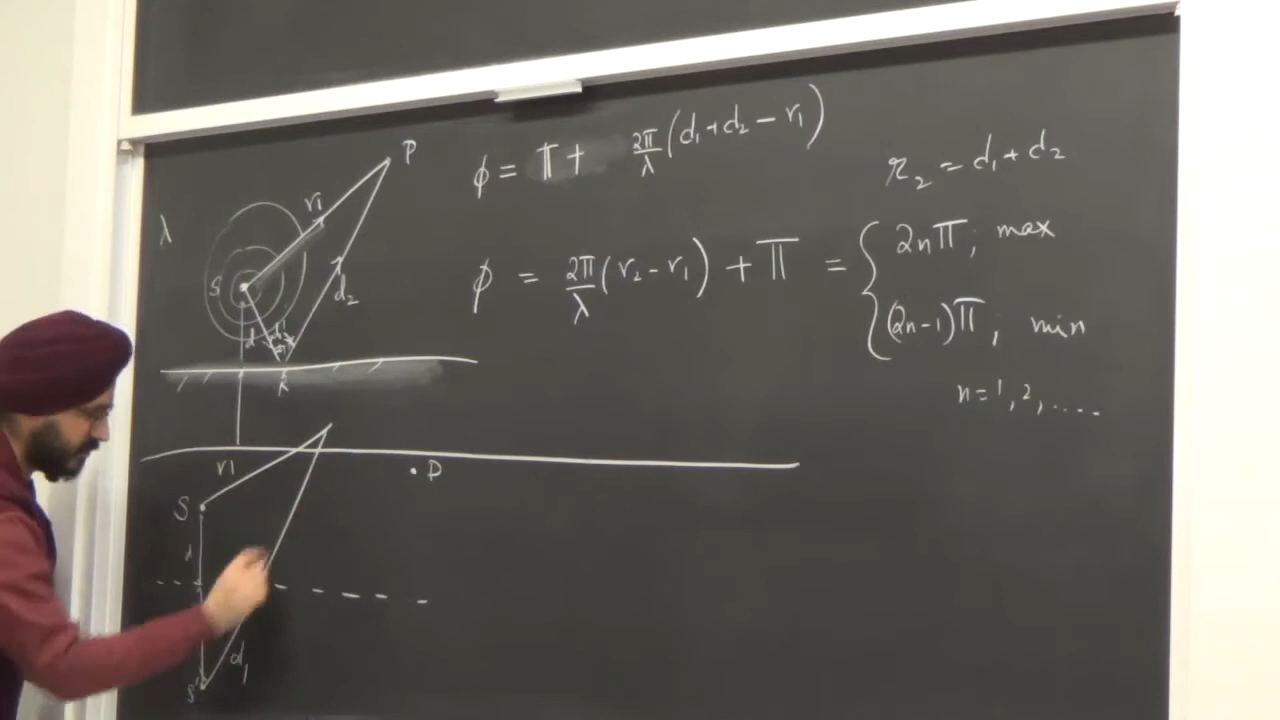 φ = π + 2π/λ (d₁ + d₂ − r₁)
r₂ = d₁ + d₂
φ = 2π/λ (r₂ − r₁) + π = { 2nπ ; max
(2n−1)π ; min
n = 1, 2, ....
λ
P
r₁
S
d₂
d
R
r1
P
S
d
d₁
S'